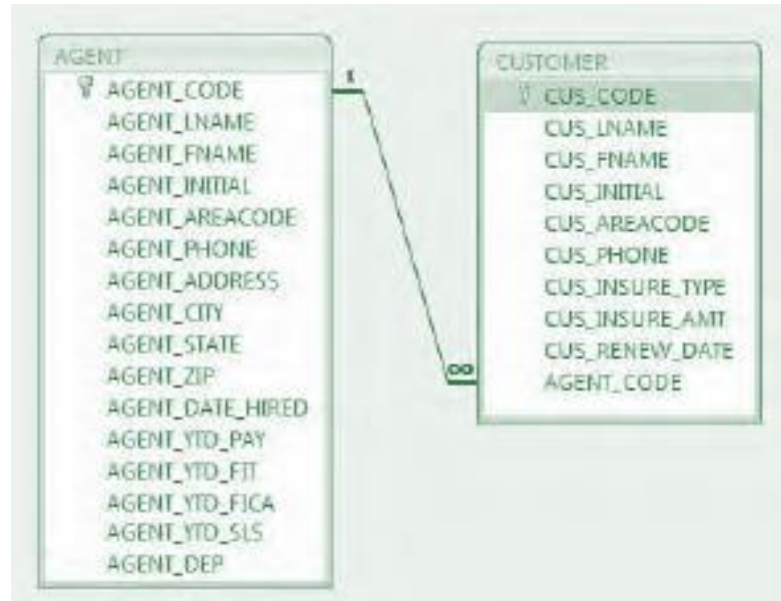 AGENT
AGENT_CODE
AGENT_LNAME
AGENT_FNAME
AGENT_INITIAL
AGENT_AREACODE
AGENT_PHONE
AGENT_ADDRESS
AGENT_CITY
AGENT_STATE
AGENT_ZIP
AGENT_DATE_HIRED
AGENT_YTD_PAY
AGENT_YTD_FIT
AGENT_YTD_FICA
AGENT_YTD_SLS
AGENT_DEP
1
∞
CUSTOMER
CUS_CODE
CUS_LNAME
CUS_FNAME
CUS_INITIAL
CUS_AREACODE
CUS_PHONE
CUS_INSURE_TYPE
CUS_INSURE_AMT
CUS_RENEW_DATE
AGENT_CODE